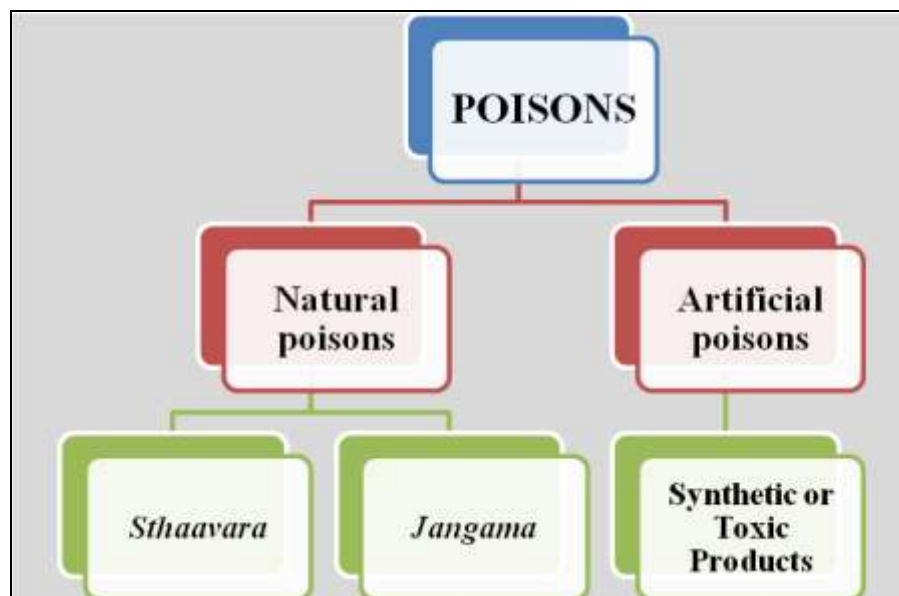 POISONS
Natural
poisons
Artificial
poisons
Sthaavara
Jangama
Synthetic or
Toxic
Products